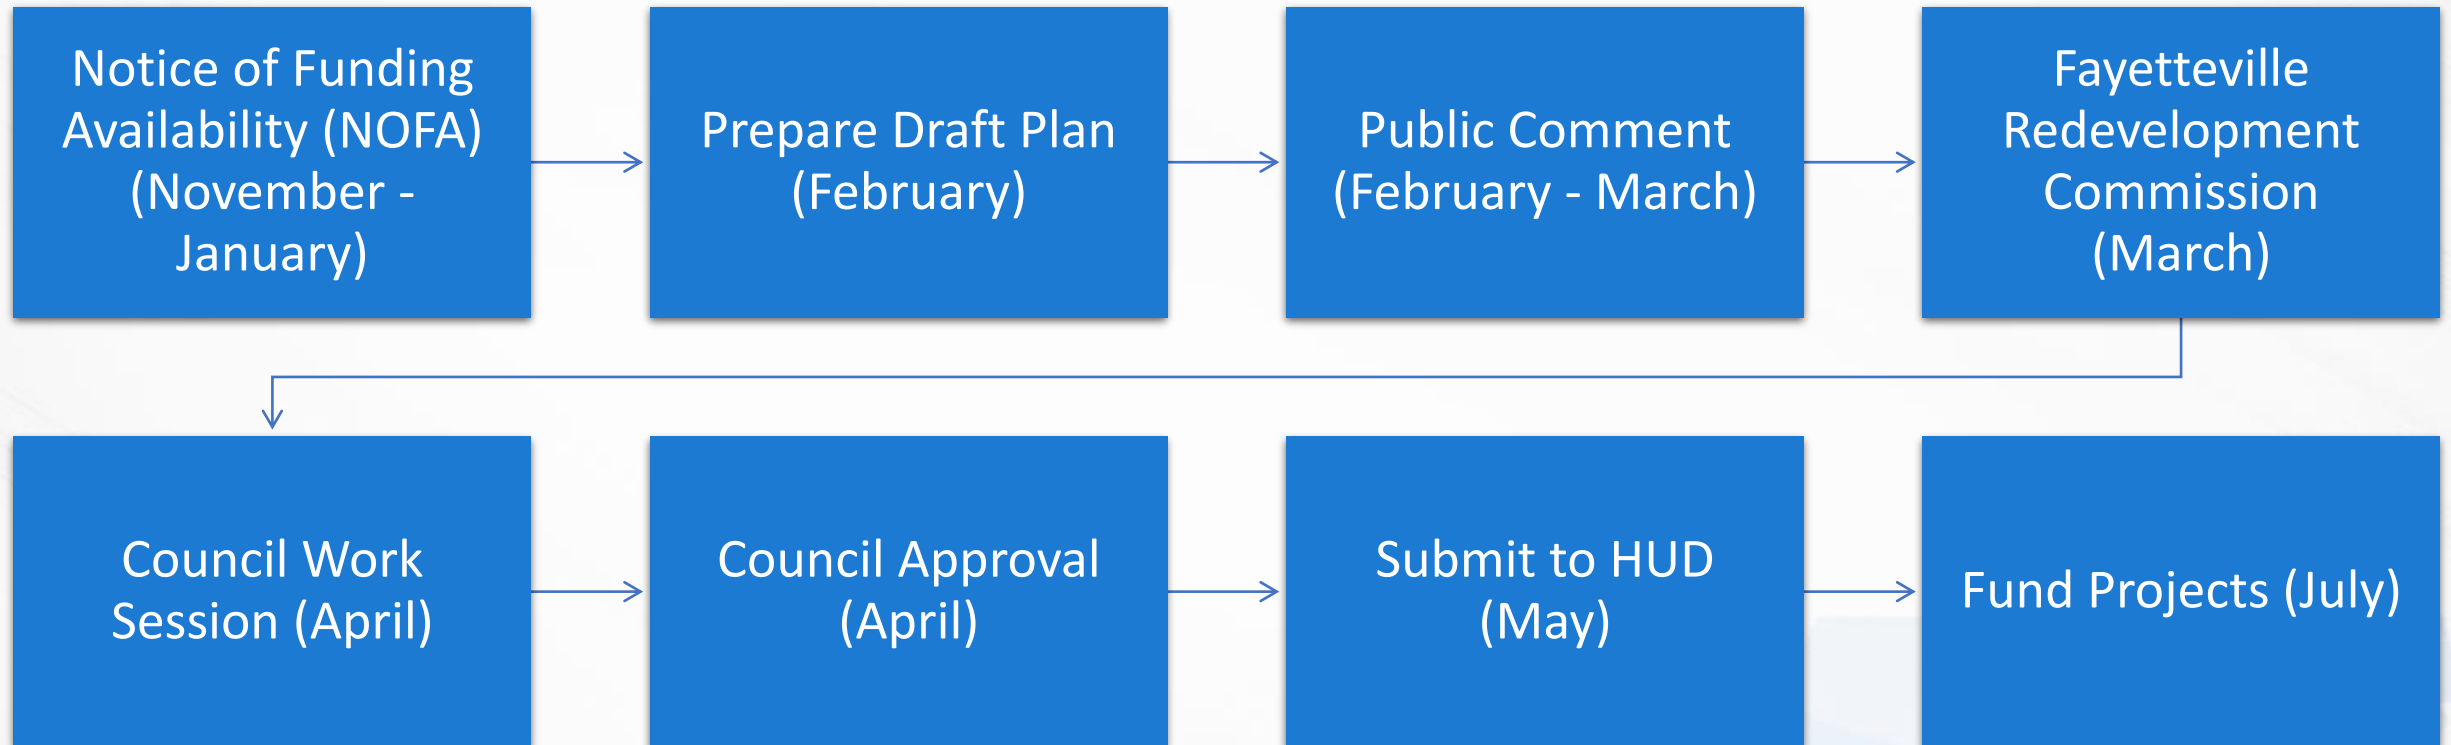 Notice of Funding
Availability (NOFA)
(November -
January)
Prepare Draft Plan
(February)
Public Comment
(February - March)
Fayetteville
Redevelopment
Commission
(March)
Council Work
Session (April)
Council Approval
(April)
Submit to HUD
(May)
Fund Projects (July)